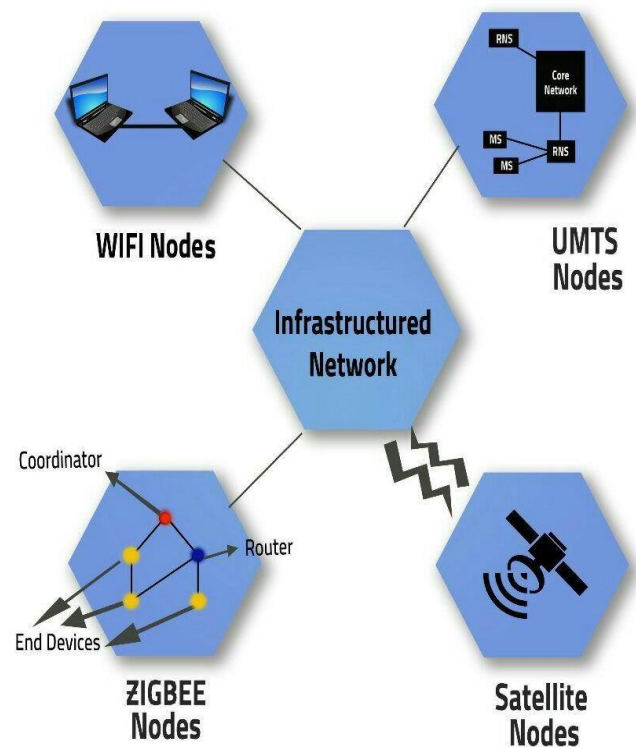 RNS
Core
Network
MS
RNS
MS
WIFI Nodes
UMTS
Nodes
Infrastructured
Network
Coordinator
Router
End Devices
ZIGBEE
Nodes
Satellite
Nodes